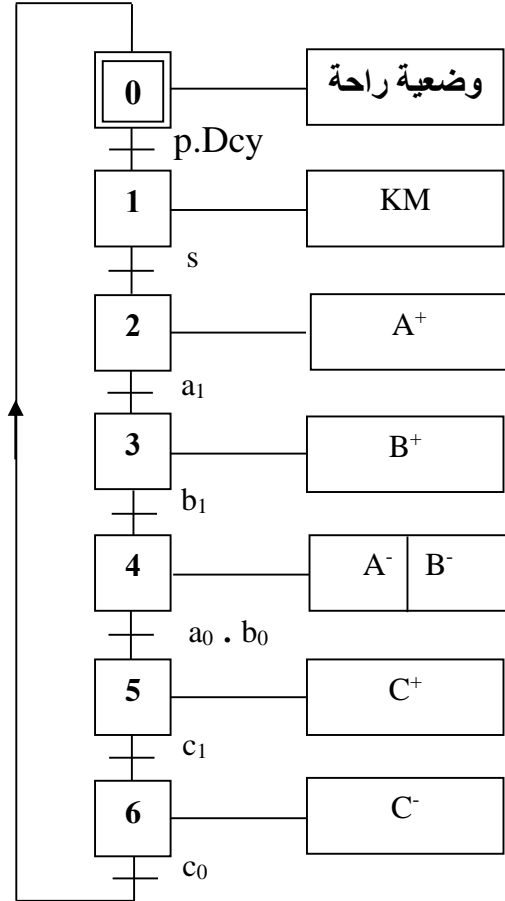 0 وضعية راحة
p.Dcy
1 KM
s
2 A⁺
a₁
3 B⁺
b₁
4 A⁻ B⁻
a₀ . b₀
5 C⁺
c₁
6 C⁻
c₀